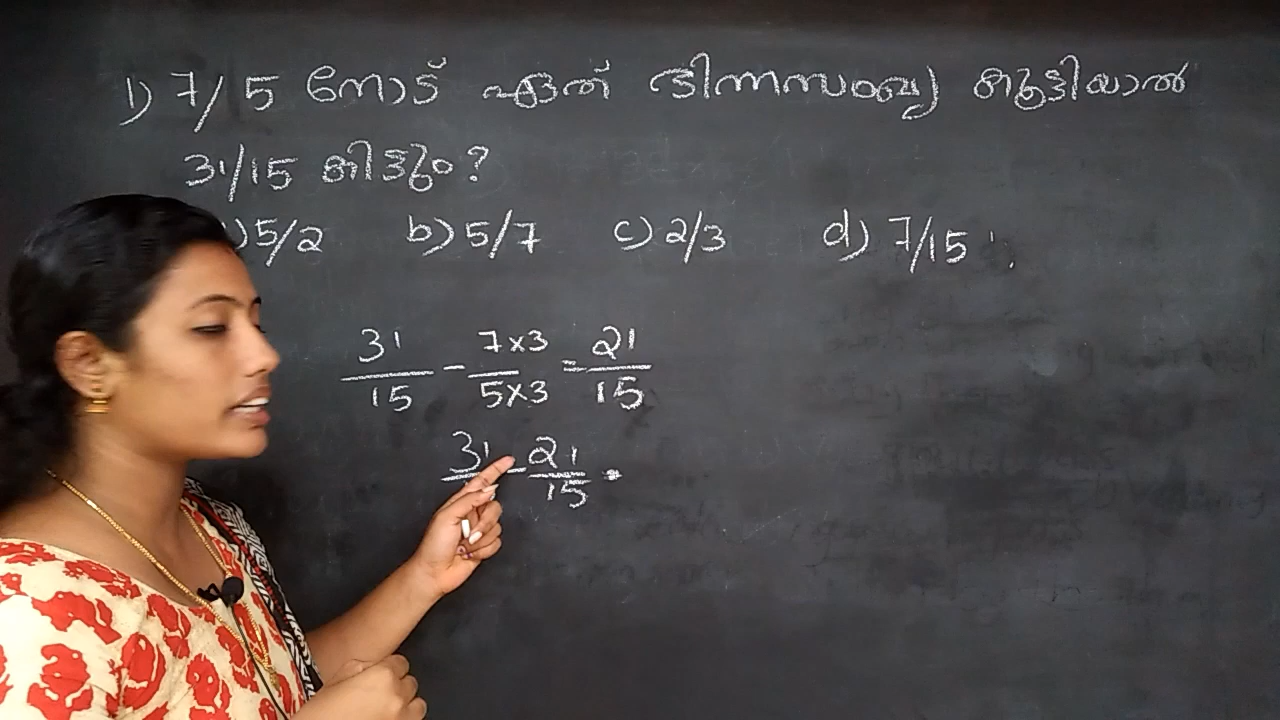 1) 7/5 നോട് ഏത് ഭിന്നസംഖ്യ കൂട്ടിയാൽ
31/15 കിട്ടും?
)5/2 b) 5/7 c) 2/3 d) 7/15
31/15 - 7×3/5×3 = 21/15
31 - 21/15 =